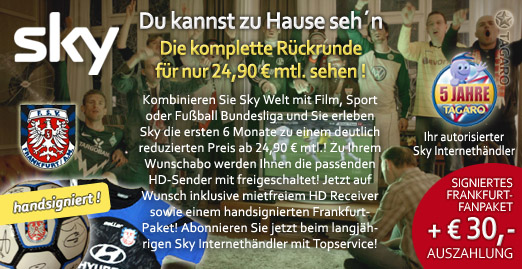 sky
Du kannst zu Hause seh´n
Die komplette Rückrunde
für nur 24,90 € mtl. sehen !
TAGARO
5 JAHRE
TAGARO
Ihr autorisierter
Sky Internethändler
Kombinieren Sie Sky Welt mit Film, Sport
oder Fußball Bundesliga und Sie erleben
Sky die ersten 6 Monate zu einem deutlich
reduzierten Preis ab 24,90 € mtl.! Zu Ihrem
Wunschabo werden Ihnen die passenden
HD-Sender mit freigeschaltet! Jetzt auf
Wunsch inklusive mietfreiem HD Receiver
sowie einem handsignierten Frankfurt-
Paket! Abonnieren Sie jetzt beim langjäh-
rigen Sky Internethändler mit Topservice!
F.S.V.
FRANKFURT
handsigniert !
HYUNDAI
SIGNIERTES
FRANKFURT-
FANPAKET
+ € 30,-
AUSZAHLUNG